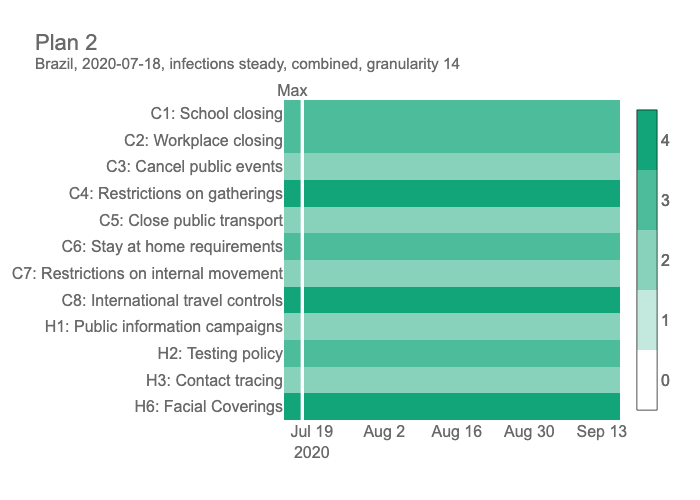 Plan 2
Brazil, 2020-07-18, infections steady, combined, granularity 14
Max
C1: School closing
C2: Workplace closing
C3: Cancel public events
C4: Restrictions on gatherings
C5: Close public transport
C6: Stay at home requirements
C7: Restrictions on internal movement
C8: International travel controls
H1: Public information campaigns
H2: Testing policy
H3: Contact tracing
H6: Facial Coverings
Jul 19 Aug 2 Aug 16 Aug 30 Sep 13
2020
4
3
2
1
0